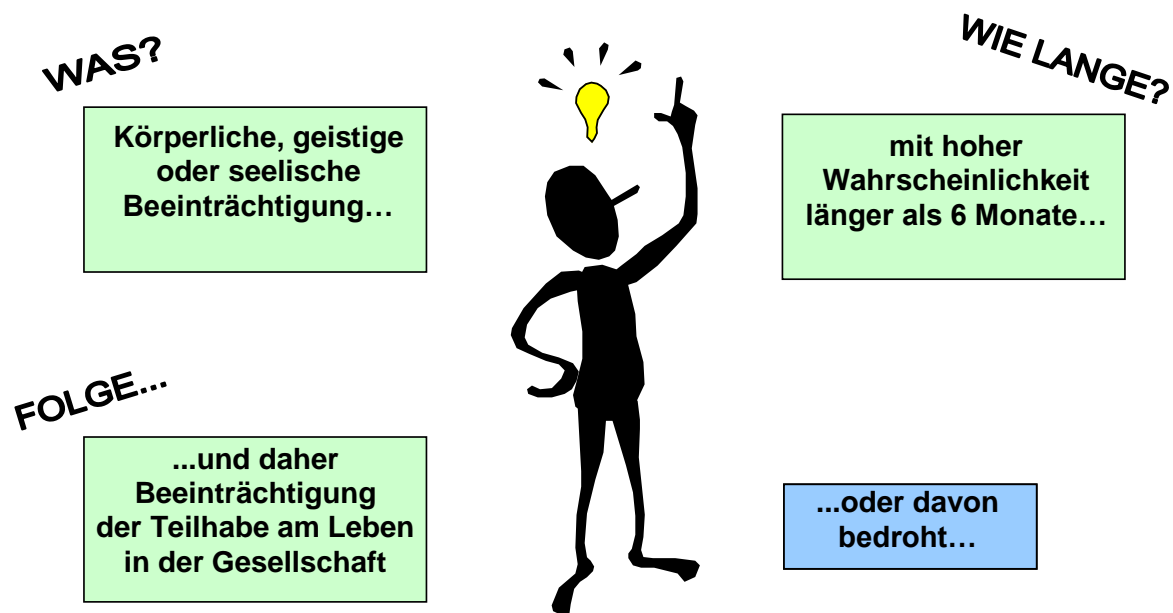 WAS?
Körperliche, geistige
oder seelische
Beeinträchtigung…
WIE LANGE?
mit hoher
Wahrscheinlichkeit
länger als 6 Monate…
FOLGE...
...und daher
Beeinträchtigung
der Teilhabe am Leben
in der Gesellschaft
...oder davon
bedroht…